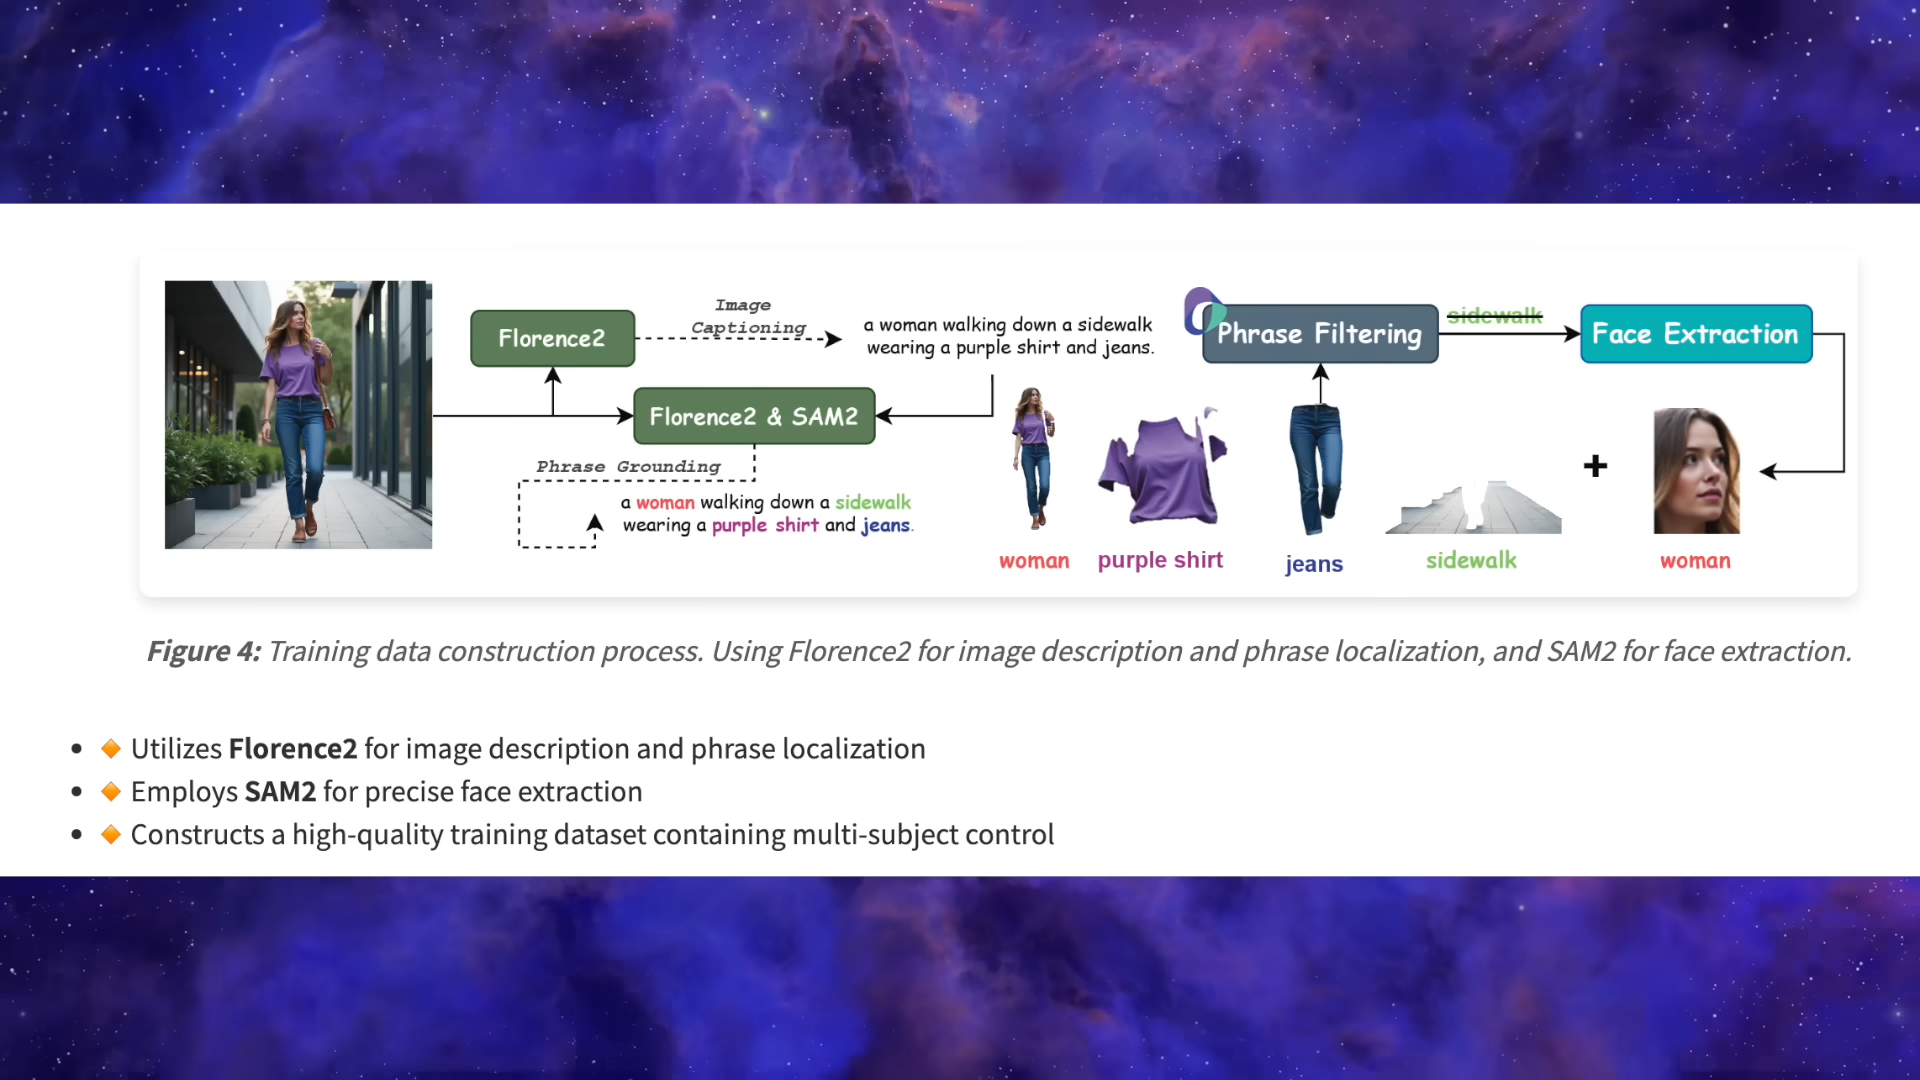 Image
Captioning
Florence2
a woman walking down a sidewalk
wearing a purple shirt and jeans.
Phrase Filtering
sidewalk
Face Extraction
Florence2 & SAM2
Phrase Grounding
a woman walking down a sidewalk
wearing a purple shirt and jeans.
woman
purple shirt
jeans
sidewalk
+
woman
Figure 4: Training data construction process. Using Florence2 for image description and phrase localization, and SAM2 for face extraction.
• 🔸 Utilizes Florence2 for image description and phrase localization
• 🔸 Employs SAM2 for precise face extraction
• 🔸 Constructs a high-quality training dataset containing multi-subject control